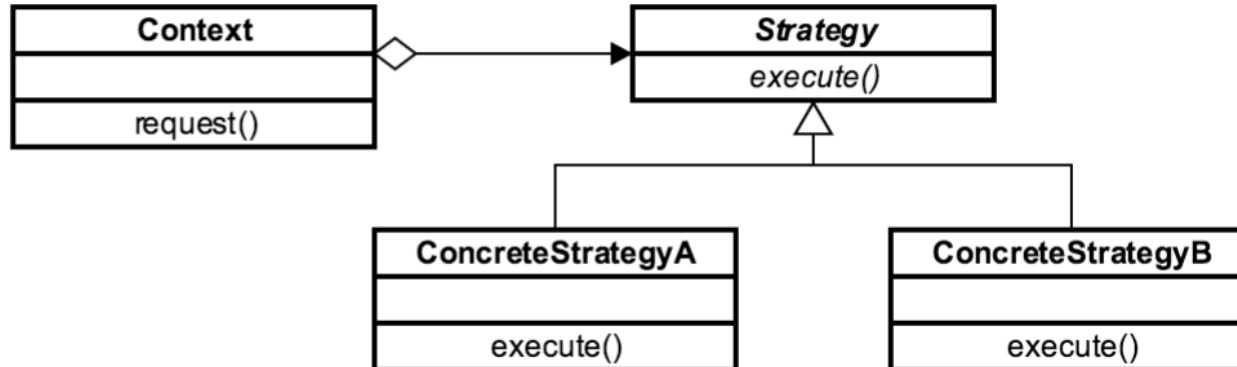 Context
Strategy
execute()
request()
ConcreteStrategyA
ConcreteStrategyB
execute()
execute()